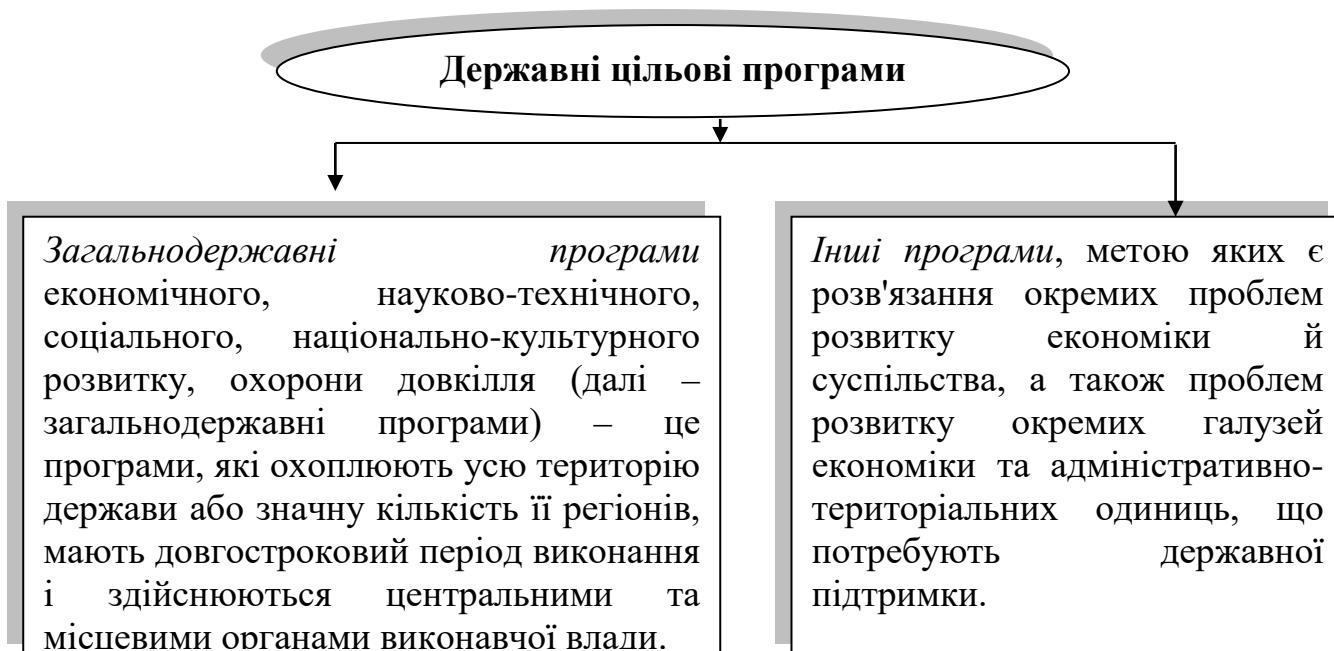 Державні цільові програми
Загальнодержавні програми
економічного, науково-технічного,
соціального, національно-культурного
розвитку, охорони довкілля (далі –
загальнодержавні програми) – це
програми, які охоплюють усю територію
держави або значну кількість її регіонів,
мають довгостроковий період виконання
і здійснюються центральними та
місцевими органами виконавчої влади.
Інші програми, метою яких є
розв'язання окремих проблем
розвитку економіки й
суспільства, а також проблем
розвитку окремих галузей
економіки та адміністративно-
територіальних одиниць, що
потребують державної
підтримки.